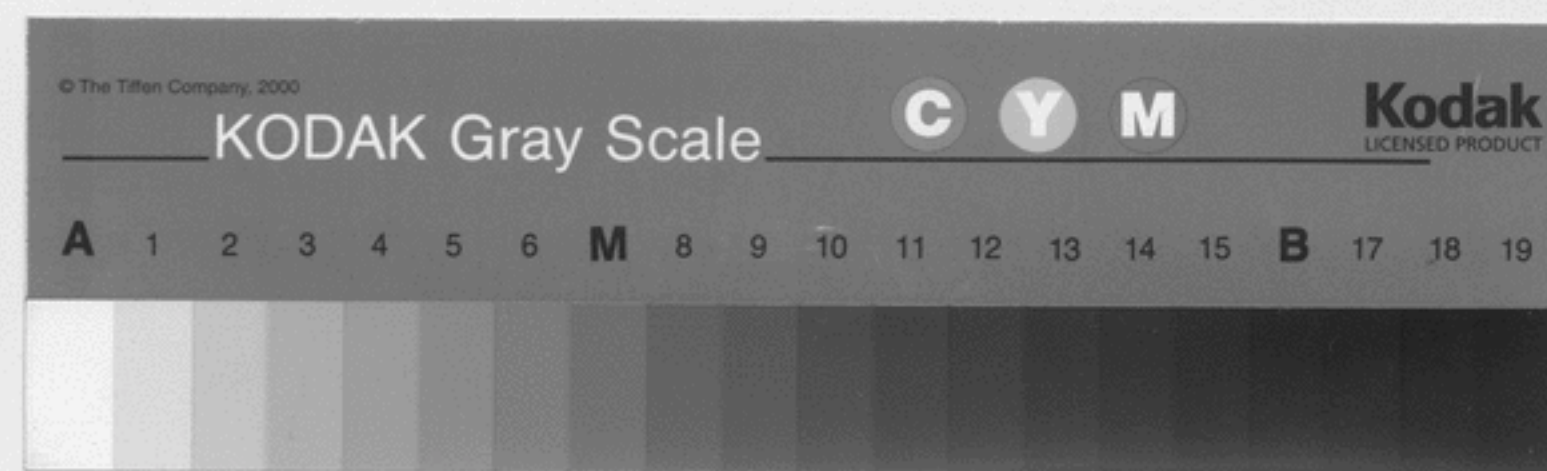 © The Tiffen Company, 2000
KODAK Gray Scale
C Y M
Kodak
LICENSED PRODUCT
A 1 2 3 4 5 6 M 8 9 10 11 12 13 14 15 B 17 18 19